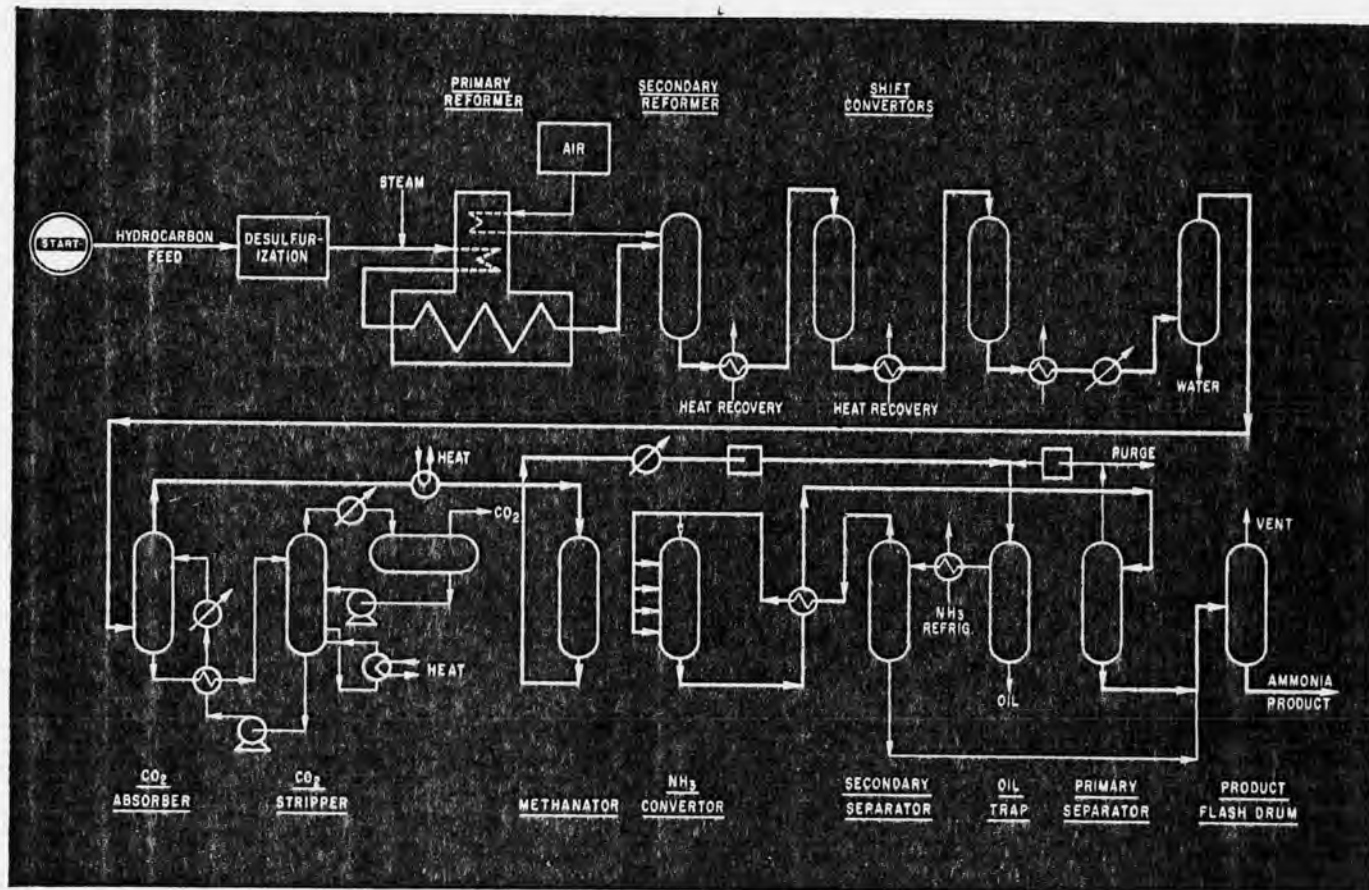 PRIMARY
REFORMER
SECONDARY
REFORMER
SHIFT
CONVERTORS
AIR
STEAM
START
HYDROCARBON
FEED
DESULFUR-
IZATION
WATER
HEAT RECOVERY
HEAT RECOVERY
HEAT
PURGE
CO2
VENT
NH3
REFRIG.
HEAT
OIL
AMMONIA
PRODUCT
CO2
ABSORBER
CO2
STRIPPER
METHANATOR
NH3
CONVERTOR
SECONDARY
SEPARATOR
OIL
TRAP
PRIMARY
SEPARATOR
PRODUCT
FLASH DRUM